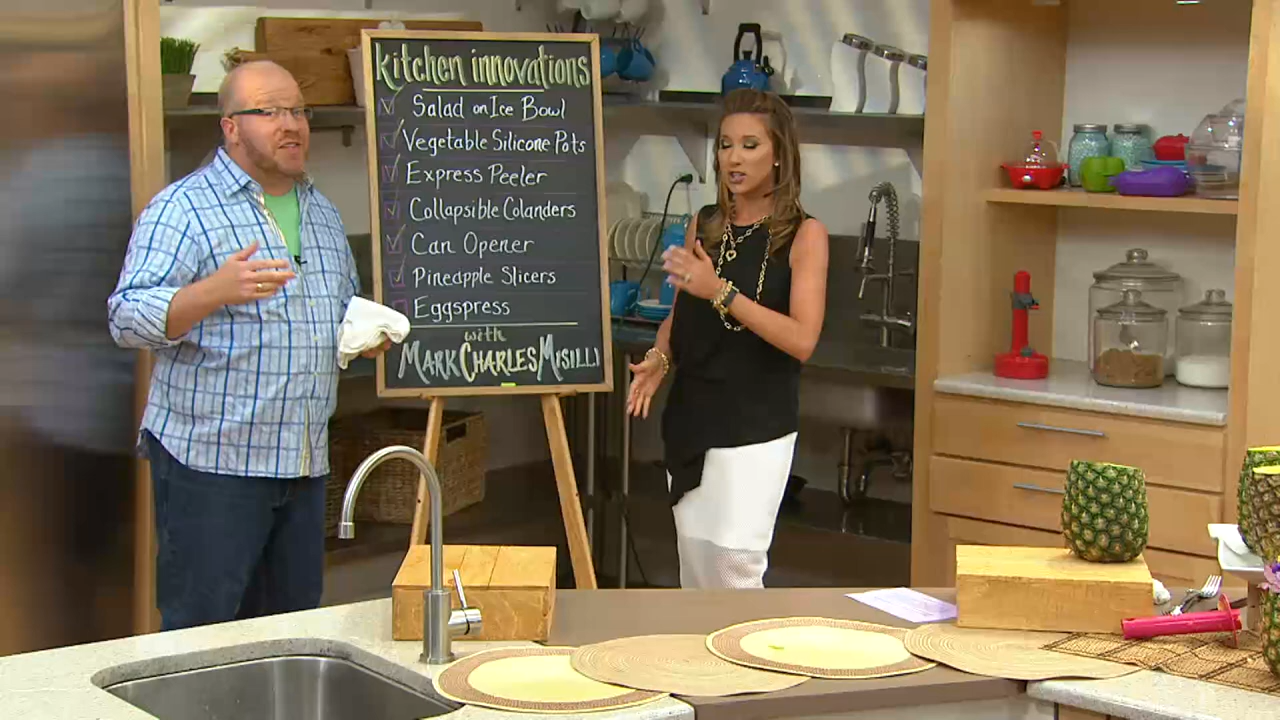 kitchen innovations
Salad on Ice Bowl
Vegetable Silicone Pots
Express Peeler
Collapsible Colanders
Can Opener
Pineapple Slicers
Eggspress
with
MARK CHARLES MISILLI